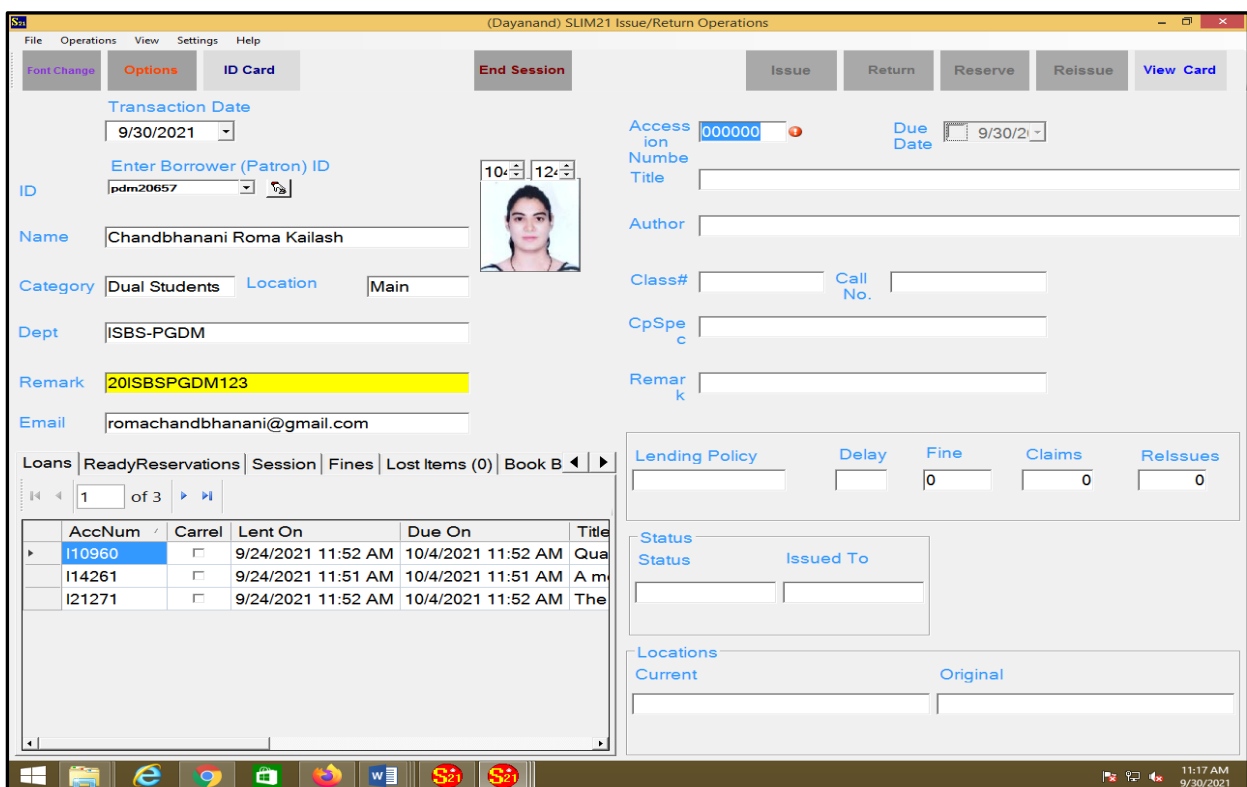 S21 (Dayanand) SLIM21 Issue/Return Operations
File Operations View Settings Help
Font Change Options ID Card End Session Issue Return Reserve Reissue View Card
Transaction Date
9/30/2021
Enter Borrower (Patron) ID
ID pdm20657
Name Chandbhanani Roma Kailash
Category Dual Students Location Main
Dept ISBS-PGDM
Remark 20ISBSPGDM123
Email romachandbhanani@gmail.com
Loans ReadyReservations Session Fines Lost Items (0) Book B
1 of 3
AccNum Carrel Lent On Due On Title
I10960 9/24/2021 11:52 AM 10/4/2021 11:52 AM Qua
I14261 9/24/2021 11:51 AM 10/4/2021 11:51 AM A m
I21271 9/24/2021 11:52 AM 10/4/2021 11:52 AM The
Access
ion
Numbe
000000
Due
Date
9/30/2
Title
Author
Class# Call
No.
CpSpe
c
Remar
k
Lending Policy Delay Fine Claims ReIssues
0 0 0
Status
Status Issued To
Locations
Current Original
S21 S21
11:17 AM
9/30/2021